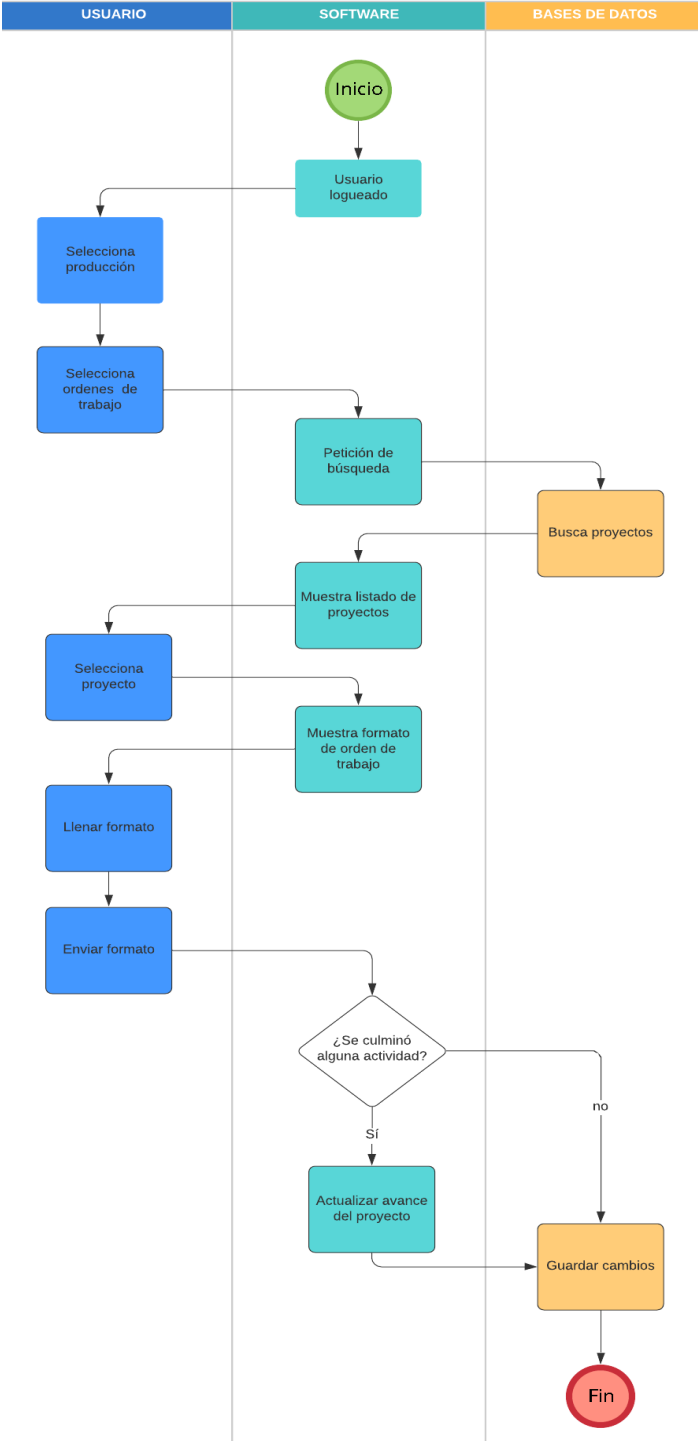 USUARIO
SOFTWARE
BASES DE DATOS
Inicio
Usuario
logueado
Selecciona
producción
Selecciona
ordenes de
trabajo
Petición de
búsqueda
Busca proyectos
Muestra listado de
proyectos
Selecciona
proyecto
Muestra formato
de orden de
trabajo
Llenar formato
Enviar formato
¿Se culminó
alguna actividad?
no
Sí
Actualizar avance
del proyecto
Guardar cambios
Fin